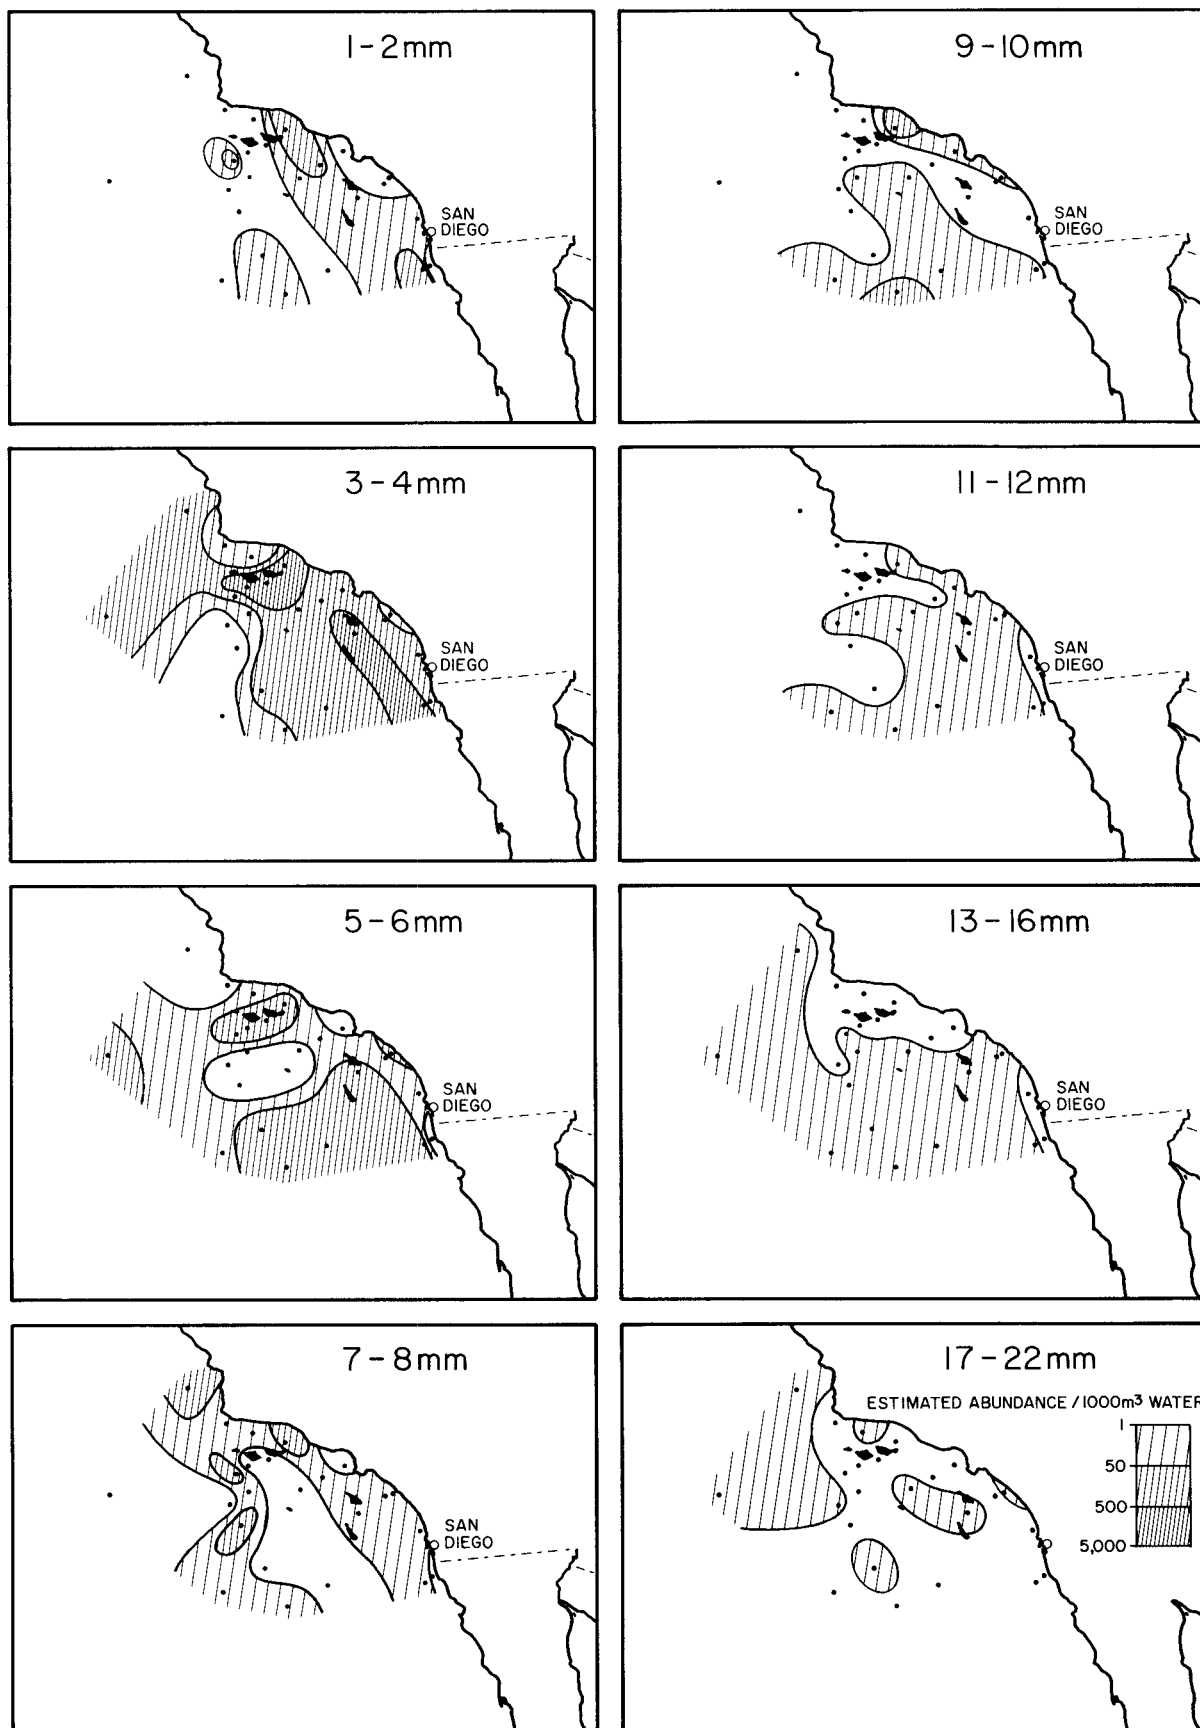 1-2mm
SAN
DIEGO
9-10mm
SAN
DIEGO
3-4mm
SAN
DIEGO
11-12mm
SAN
DIEGO
5-6mm
SAN
DIEGO
13-16mm
SAN
DIEGO
7-8mm
SAN
DIEGO
17-22mm
ESTIMATED ABUNDANCE / 1000m³ WATER
1
50
500
5,000